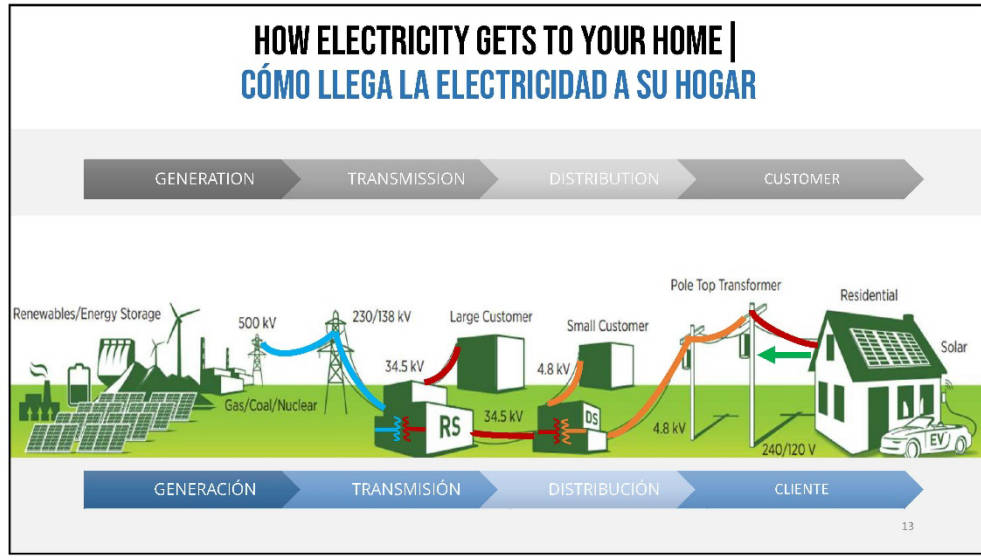 HOW ELECTRICITY GETS TO YOUR HOME |
CÓMO LLEGA LA ELECTRICIDAD A SU HOGAR
GENERATION TRANSMISSION DISTRIBUTION CUSTOMER
Renewables/Energy Storage
Gas/Coal/Nuclear
500 kV
230/138 kV
34.5 kV
Large Customer
RS
34.5 kV
Small Customer
4.8 kV
DS
4.8 kV
Pole Top Transformer
240/120 V
Residential
Solar
EV
GENERACIÓN TRANSMISIÓN DISTRIBUCIÓN CLIENTE
13